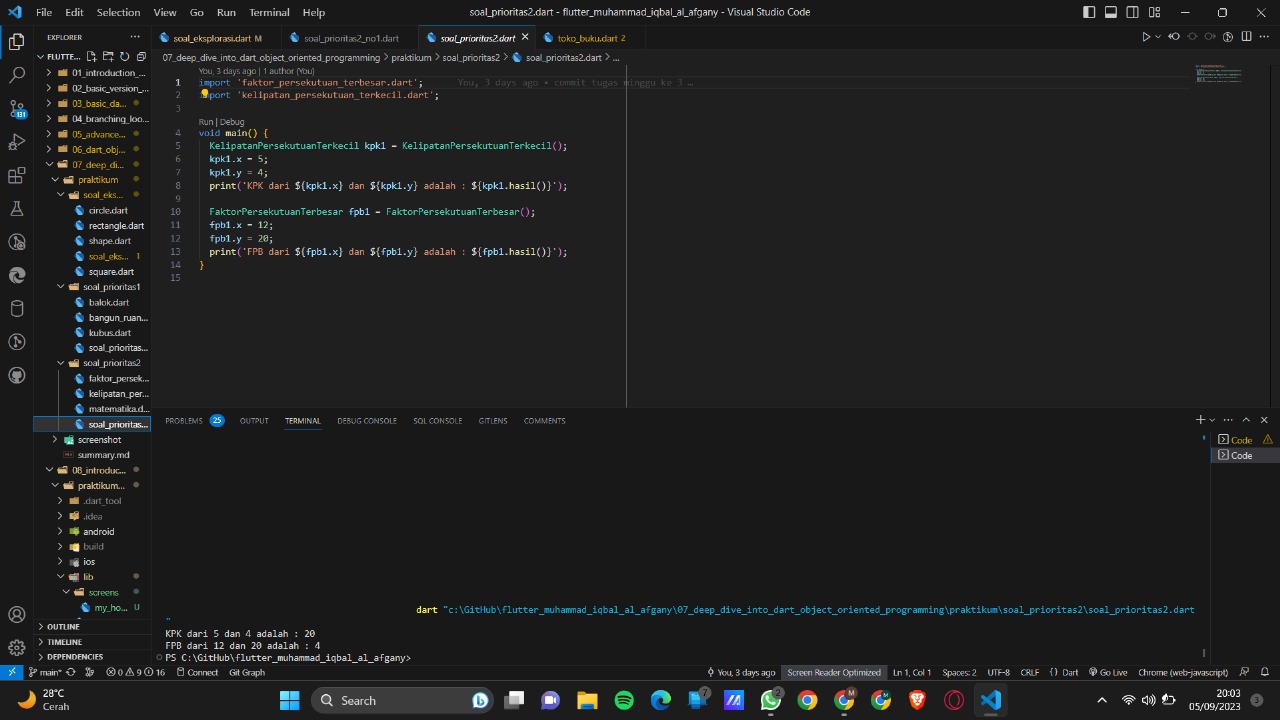 File Edit Selection View Go Run Terminal Help
soal_prioritas2.dart - flutter_muhammad_iqbal_al_afgany - Visual Studio Code
EXPLORER
soal_eksplorasi.dart M
soal_prioritas2_no1.dart
soal_prioritas2.dart
toko_buku.dart 2
07_deep_dive_into_dart_object_oriented_programming > praktikum > soal_prioritas2 > soal_prioritas2.dart > ...
FLUTTE...
01_introduction_...
02_basic_version_...
03_basic_da...
04_branching_loo...
05_advance...
06_dart_obj...
07_deep_di...
praktikum
soal_eks...
circle.dart
rectangle.dart
shape.dart
soal_eks... 1
square.dart
soal_prioritas1
balok.dart
bangun_ruan...
kubus.dart
soal_prioritas...
soal_prioritas2
faktor_persek...
kelipatan_per...
matematika.d...
soal_prioritas...
screenshot
summary.md
08_introduc...
praktikum...
.dart_tool
.idea
android
build
ios
lib
screens
my_ho... U
OUTLINE
TIMELINE
DEPENDENCIES
131
You, 3 days ago | 1 author (You)
1 import 'faktor_persekutuan_terbesar.dart'; You, 3 days ago • commit tugas minggu ke 3 …
2 import 'kelipatan_persekutuan_terkecil.dart';
3
Run | Debug
4 void main() {
5 KelipatanPersekutuanTerkecil kpk1 = KelipatanPersekutuanTerkecil();
6 kpk1.x = 5;
7 kpk1.y = 4;
8 print('KPK dari ${kpk1.x} dan ${kpk1.y} adalah : ${kpk1.hasil()}');
9
10 FaktorPersekutuanTerbesar fpb1 = FaktorPersekutuanTerbesar();
11 fpb1.x = 12;
12 fpb1.y = 20;
13 print('FPB dari ${fpb1.x} dan ${fpb1.y} adalah : ${fpb1.hasil()}');
14 }
15
PROBLEMS 25 OUTPUT TERMINAL DEBUG CONSOLE SQL CONSOLE GITLENS COMMENTS
Code
Code
dart "c:\GitHub\flutter_muhammad_iqbal_al_afgany\07_deep_dive_into_dart_object_oriented_programming\praktikum\soal_prioritas2\soal_prioritas2.dart
"
KPK dari 5 dan 4 adalah : 20
FPB dari 12 dan 20 adalah : 4
PS C:\GitHub\flutter_muhammad_iqbal_al_afgany>
main* 0 9 16 Connect Git Graph You, 3 days ago Screen Reader Optimized Ln 1, Col 1 Spaces: 2 UTF-8 CRLF {} Dart Go Live Chrome (web-javascript)
28°C
Cerah
Search
7
2
M
M
20:03
05/09/2023
3